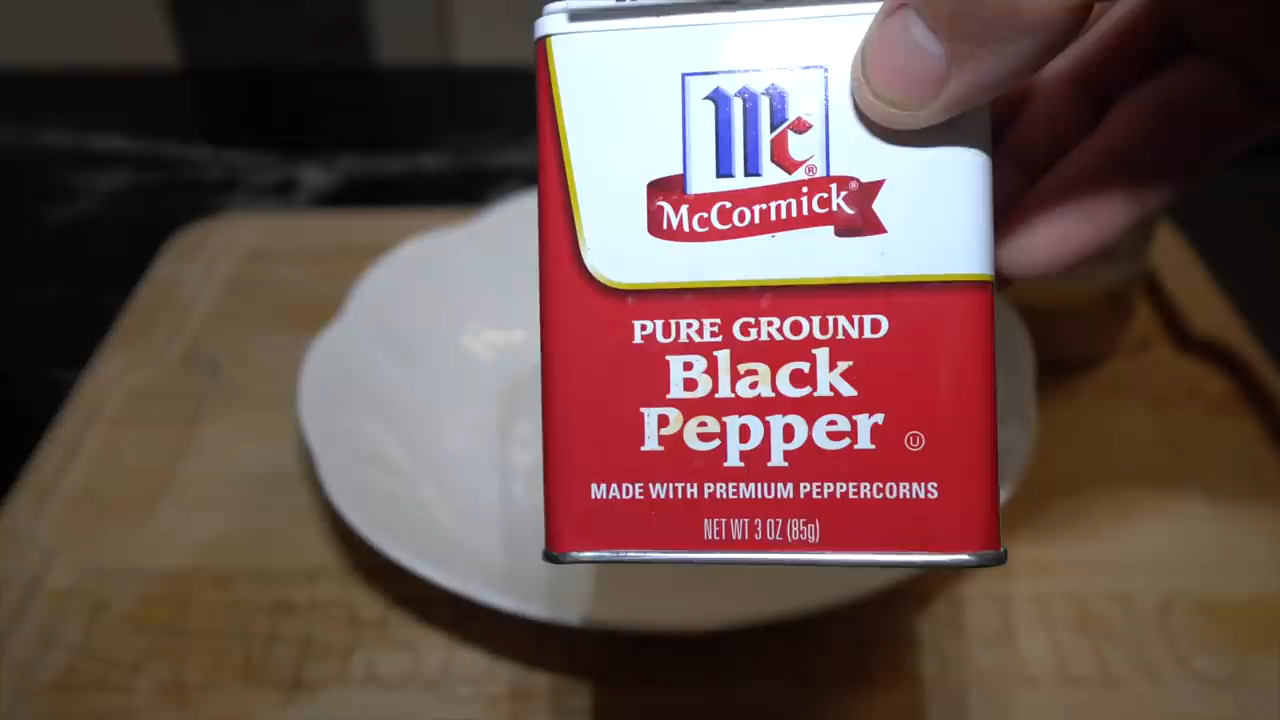 Mc®
McCormick®
PURE GROUND
Black
Pepper Ⓤ
MADE WITH PREMIUM PEPPERCORNS
NET WT 3 OZ (85g)